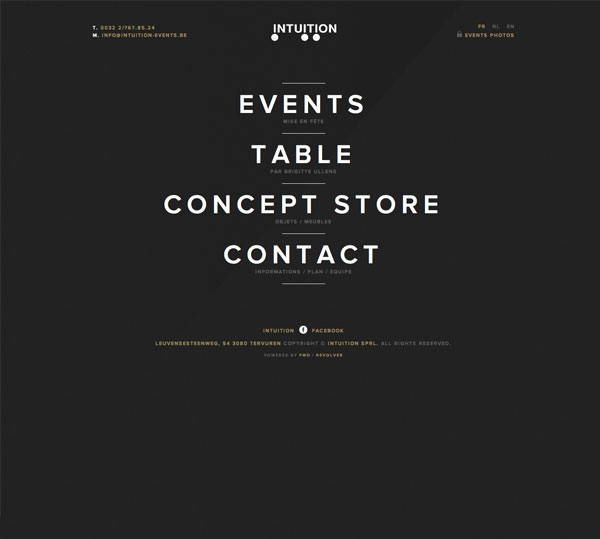 T. 0032 2/767.85.24
M. INFO@INTUITION-EVENTS.BE
INTUITION
FR NL EN
EVENTS PHOTOS
EVENTS
MISE EN FÊTE
TABLE
PAR BRIGITTE ULLENS
CONCEPT STORE
OBJETS / MEUBLES
CONTACT
INFORMATIONS / PLAN / ÉQUIPE
INTUITION f FACEBOOK
LEUVENSESTEENWEG, 54 3080 TERVUREN COPYRIGHT © INTUITION SPRL. ALL RIGHTS RESERVED.
POWERED BY PWO / REVOLVER